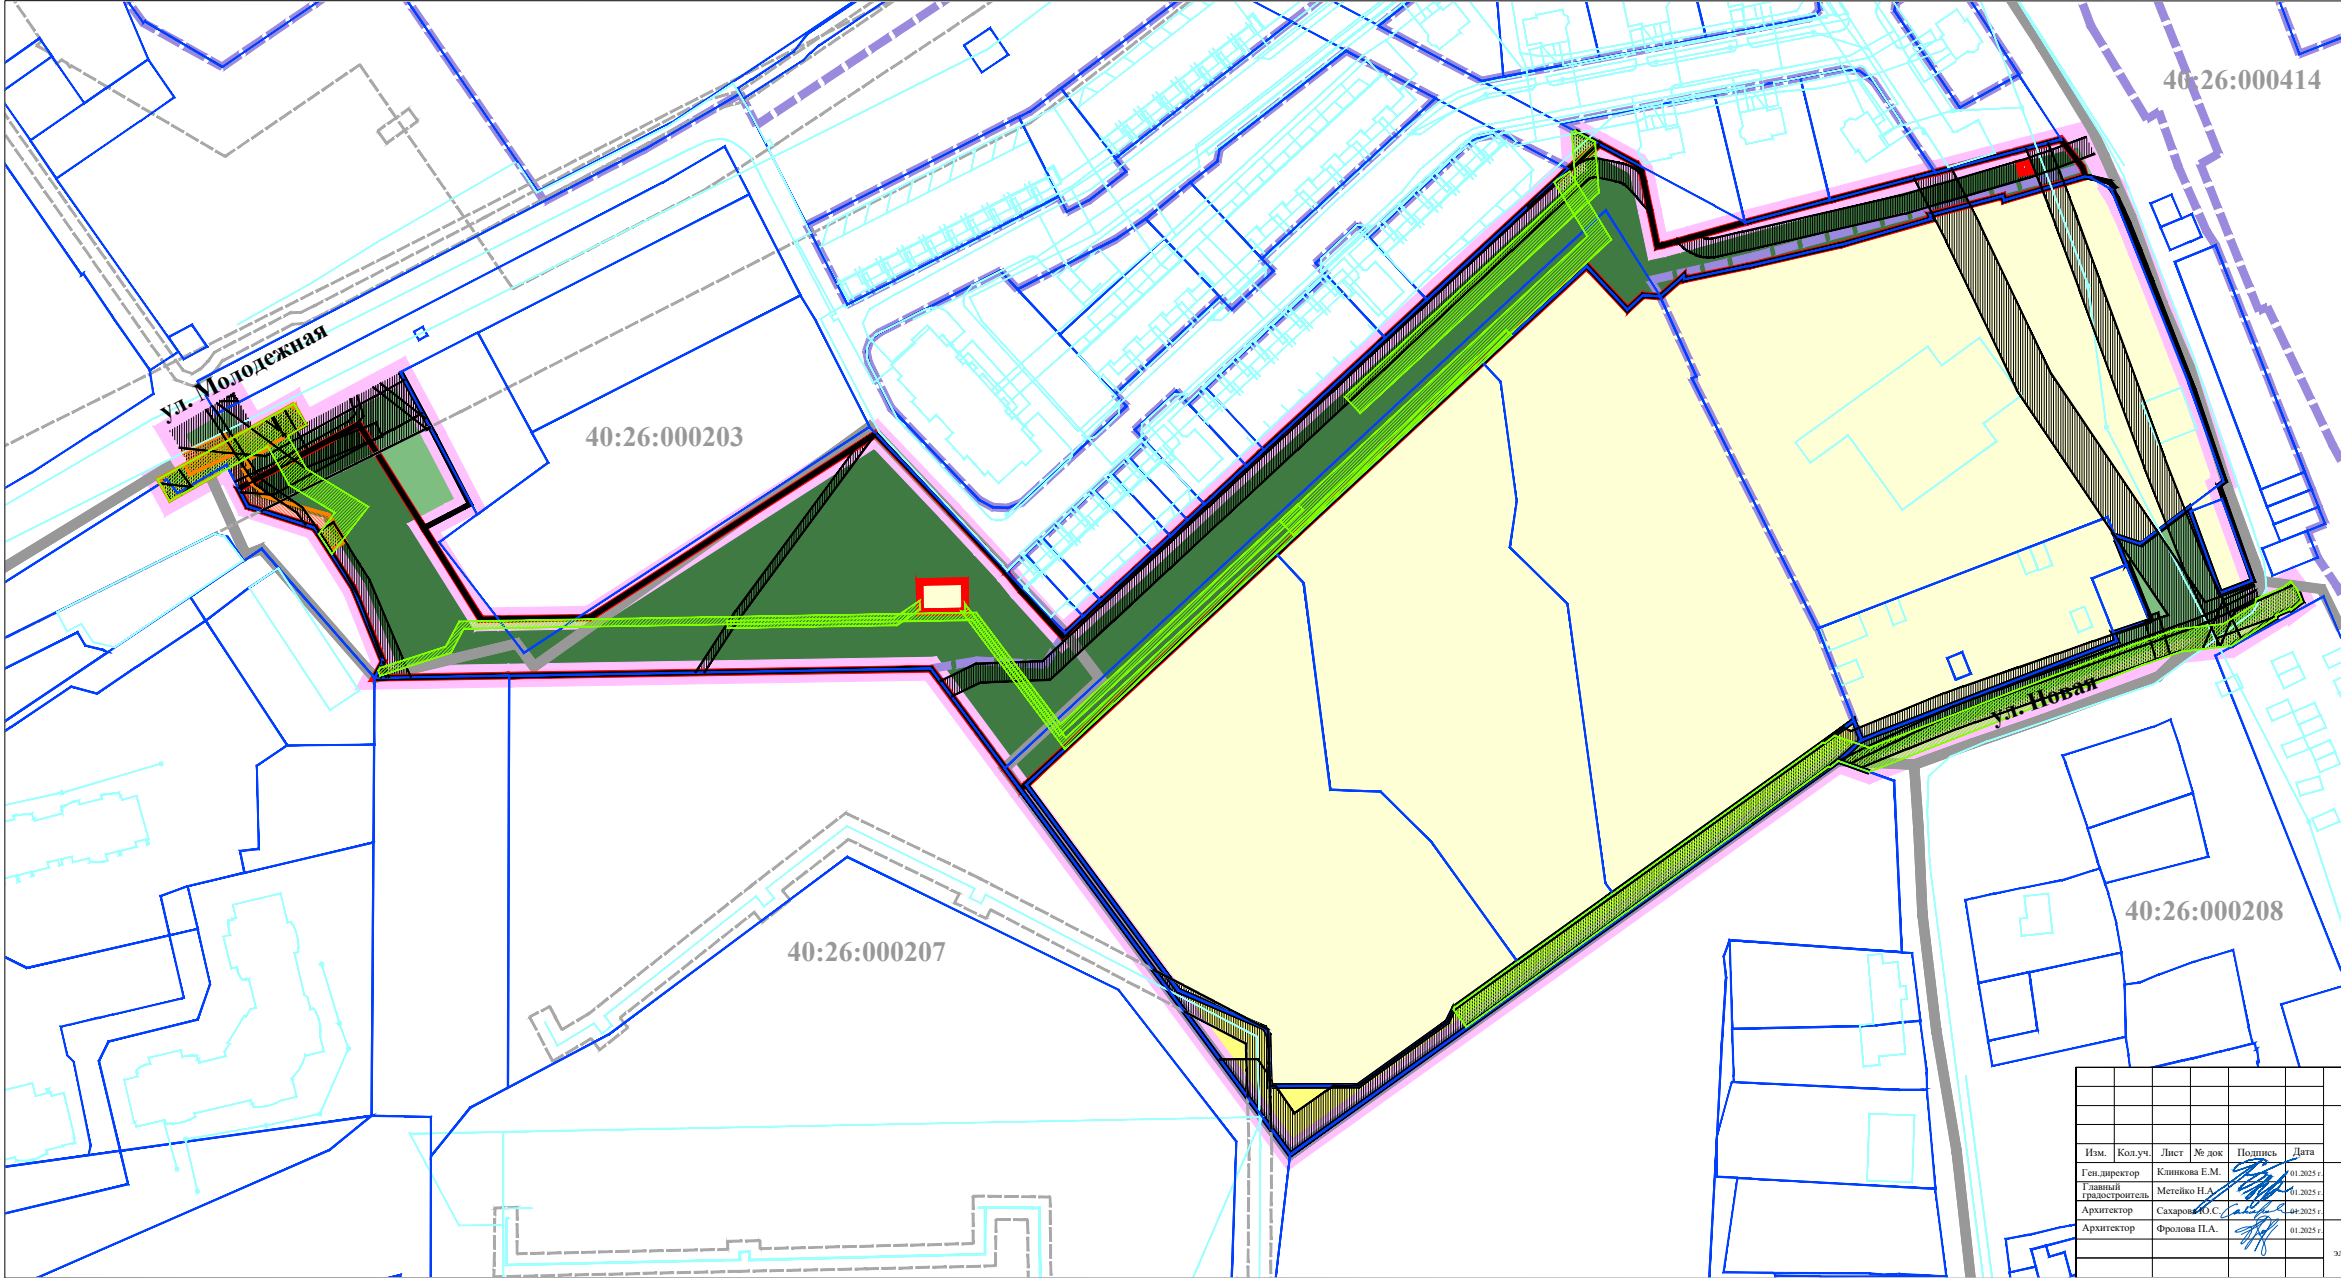 40:26:000414
ул. Молодежная
40:26:000203
ул. Новая
40:26:000208
40:26:000207
Изм. Кол.уч. Лист № док Подпись Дата
Ген.директор Клинкова Е.М. 01.2025 г.
Главный градостроитель Метейко Н.А. 01.2025 г.
Архитектор Сахарова Ю.С. 01.2025 г.
Архитектор Фролова П.А. 01.2025 г.